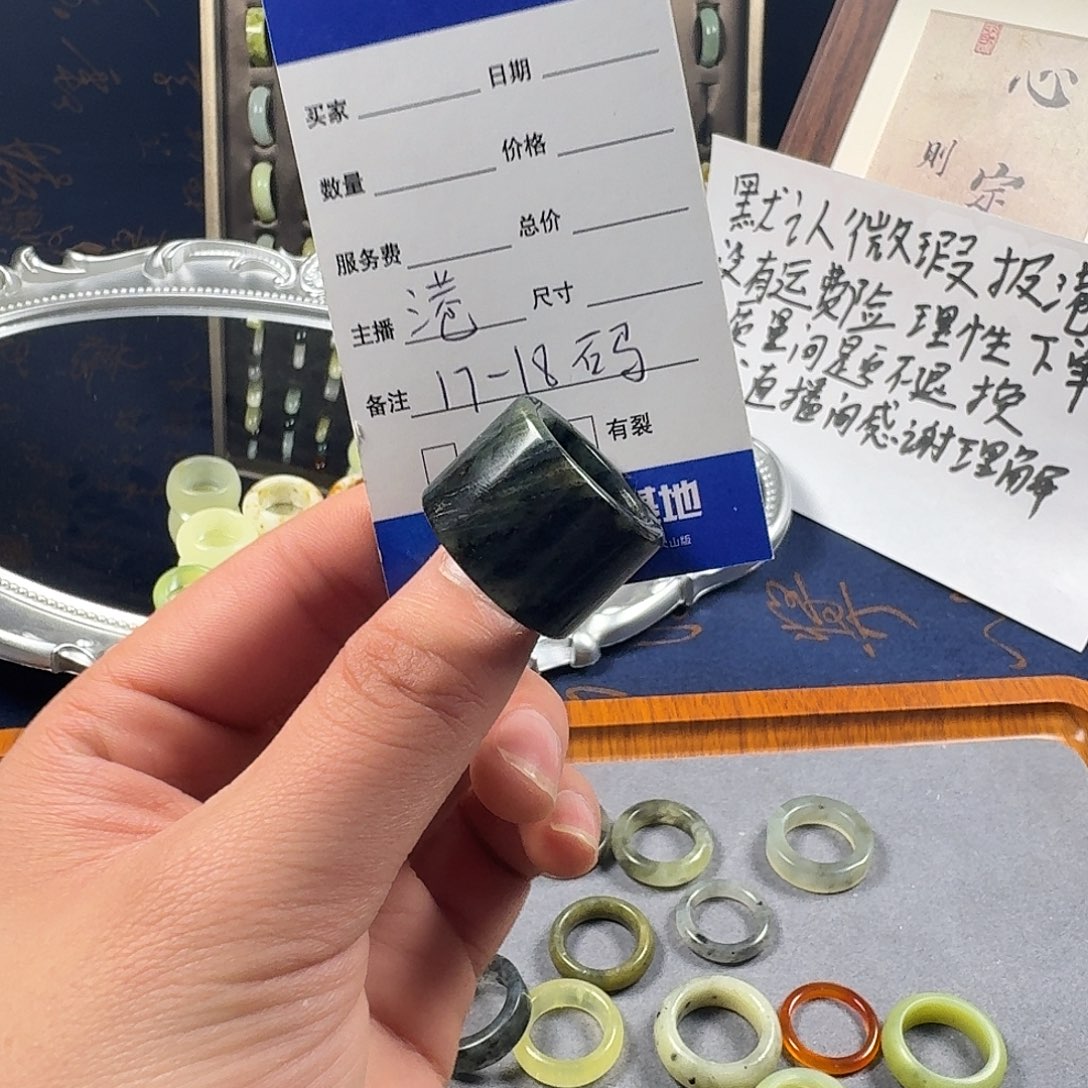 买家
日期
数量
价格
服务费
总价
主播 港
尺寸
备注 17-18码
有裂
基地
心
则
宗
默认微瑕 报港
没有运费险 理性下单
质量问题不退换
直播间感谢理解